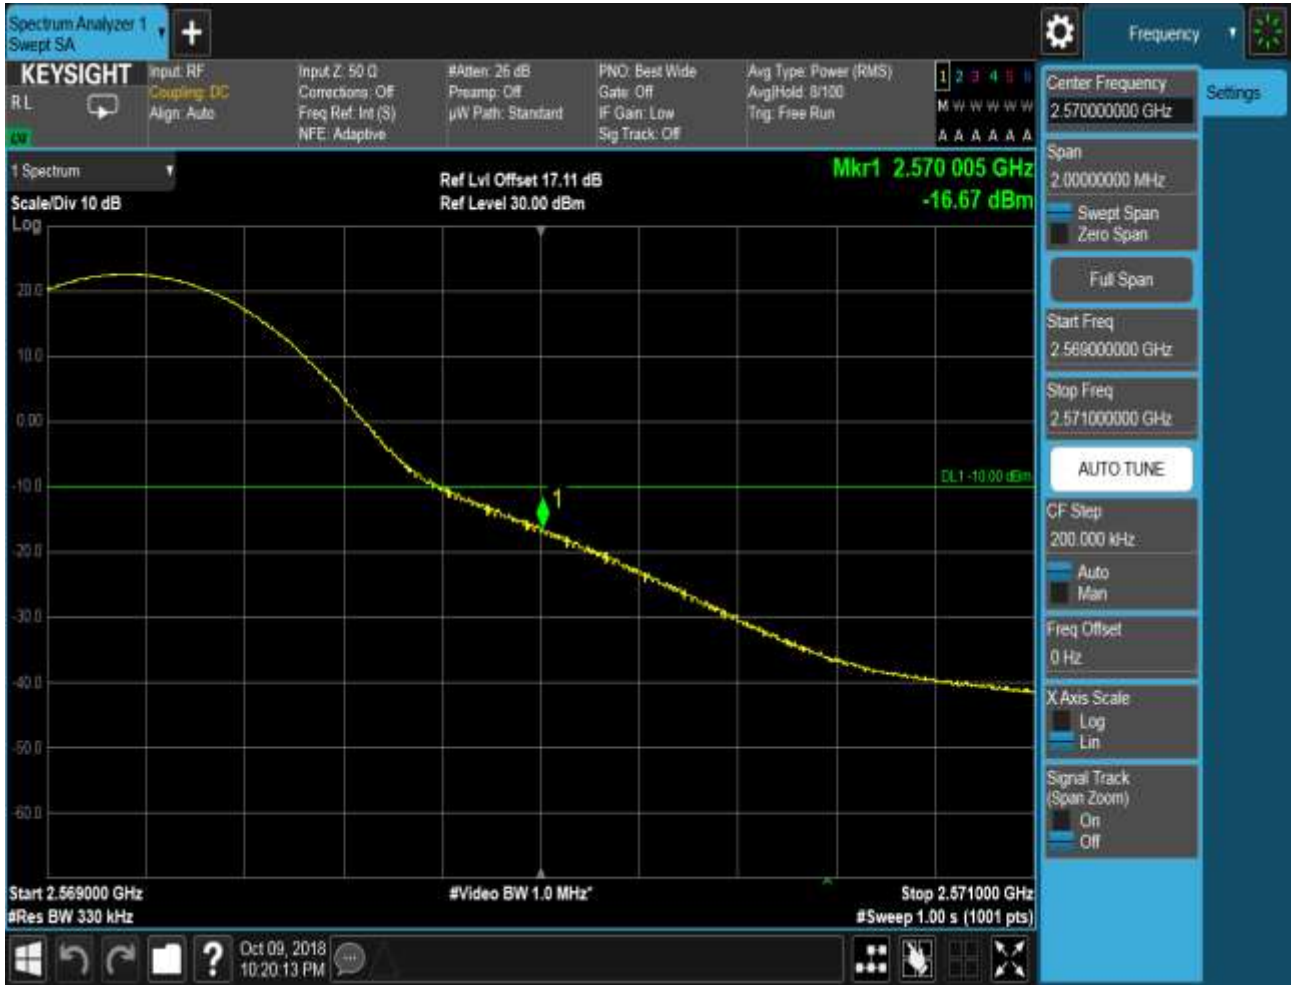 Spectrum Analyzer 1
Swept SA
Frequency
KEYSIGHT
R L
LW
Input: RF
Coupling: DC
Align: Auto
Input Z: 50 Ω
Corrections: Off
Freq Ref: Int (S)
NFE: Adaptive
#Atten: 26 dB
Preamp: Off
µW Path: Standard
PNO: Best Wide
Gate: Off
IF Gain: Low
Sig Track: Off
Avg Type: Power (RMS)
Avg|Hold: 8/100
Trig: Free Run
1 2 3 4 5 6
M W W W W W
A A A A A A
1 Spectrum
Scale/Div 10 dB
Log
Ref Lvl Offset 17.11 dB
Ref Level 30.00 dBm
Mkr1 2.570 005 GHz
-16.67 dBm
20.0
10.0
0.00
-10.0
-20.0
-30.0
-40.0
-50.0
-60.0
DL1 -10.00 dBm
1
Start 2.569000 GHz
#Res BW 330 kHz
#Video BW 1.0 MHz*
Stop 2.571000 GHz
#Sweep 1.00 s (1001 pts)
Center Frequency
2.570000000 GHz
Settings
Span
2.00000000 MHz
Swept Span
Zero Span
Full Span
Start Freq
2.569000000 GHz
Stop Freq
2.571000000 GHz
AUTO TUNE
CF Step
200.000 kHz
Auto
Man
Freq Offset
0 Hz
X Axis Scale
Log
Lin
Signal Track
(Span Zoom)
On
Off
?
Oct 09, 2018
10:20:13 PM